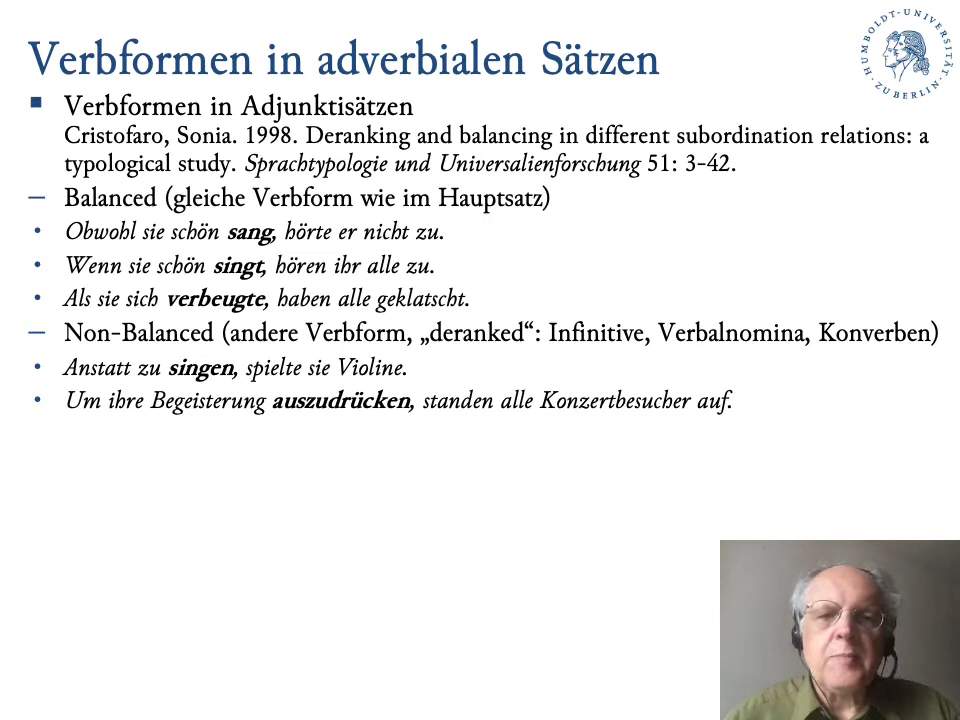 Verbformen in adverbialen Sätzen
HUMBOLDT-UNIVERSITÄT · ZU BERLIN ·
▪ Verbformen in Adjunktisätzen
Cristofaro, Sonia. 1998. Deranking and balancing in different subordination relations: a
typological study. Sprachtypologie und Universalienforschung 51: 3-42.
– Balanced (gleiche Verbform wie im Hauptsatz)
• Obwohl sie schön sang, hörte er nicht zu.
• Wenn sie schön singt, hören ihr alle zu.
• Als sie sich verbeugte, haben alle geklatscht.
– Non-Balanced (andere Verbform, „deranked“: Infinitive, Verbalnomina, Konverben)
• Anstatt zu singen, spielte sie Violine.
• Um ihre Begeisterung auszudrücken, standen alle Konzertbesucher auf.